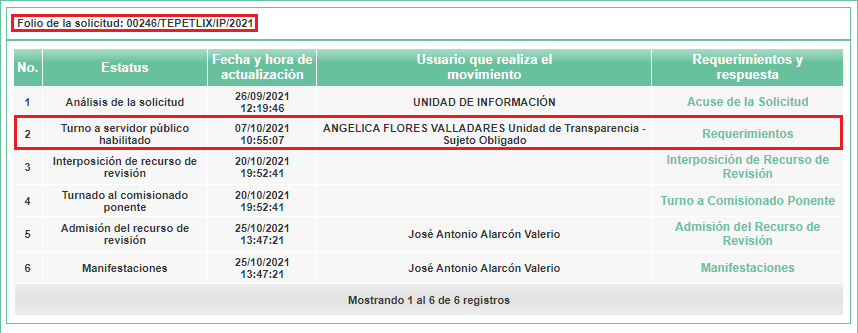 Folio de la solicitud: 00246/TEPETLIX/IP/2021
No. Estatus Fecha y hora de actualización Usuario que realiza el movimiento Requerimientos y respuesta
1 Análisis de la solicitud 26/09/2021 12:19:46 UNIDAD DE INFORMACIÓN Acuse de la Solicitud
2 Turno a servidor público habilitado 07/10/2021 10:55:07 ANGELICA FLORES VALLADARES Unidad de Transparencia - Sujeto Obligado Requerimientos
3 Interposición de recurso de revisión 20/10/2021 19:52:41 Interposición de Recurso de Revisión
4 Turnado al comisionado ponente 20/10/2021 19:52:41 Turno a Comisionado Ponente
5 Admisión del recurso de revisión 25/10/2021 13:47:21 José Antonio Alarcón Valerio Admisión del Recurso de Revisión
6 Manifestaciones 25/10/2021 13:47:21 José Antonio Alarcón Valerio Manifestaciones
Mostrando 1 al 6 de 6 registros